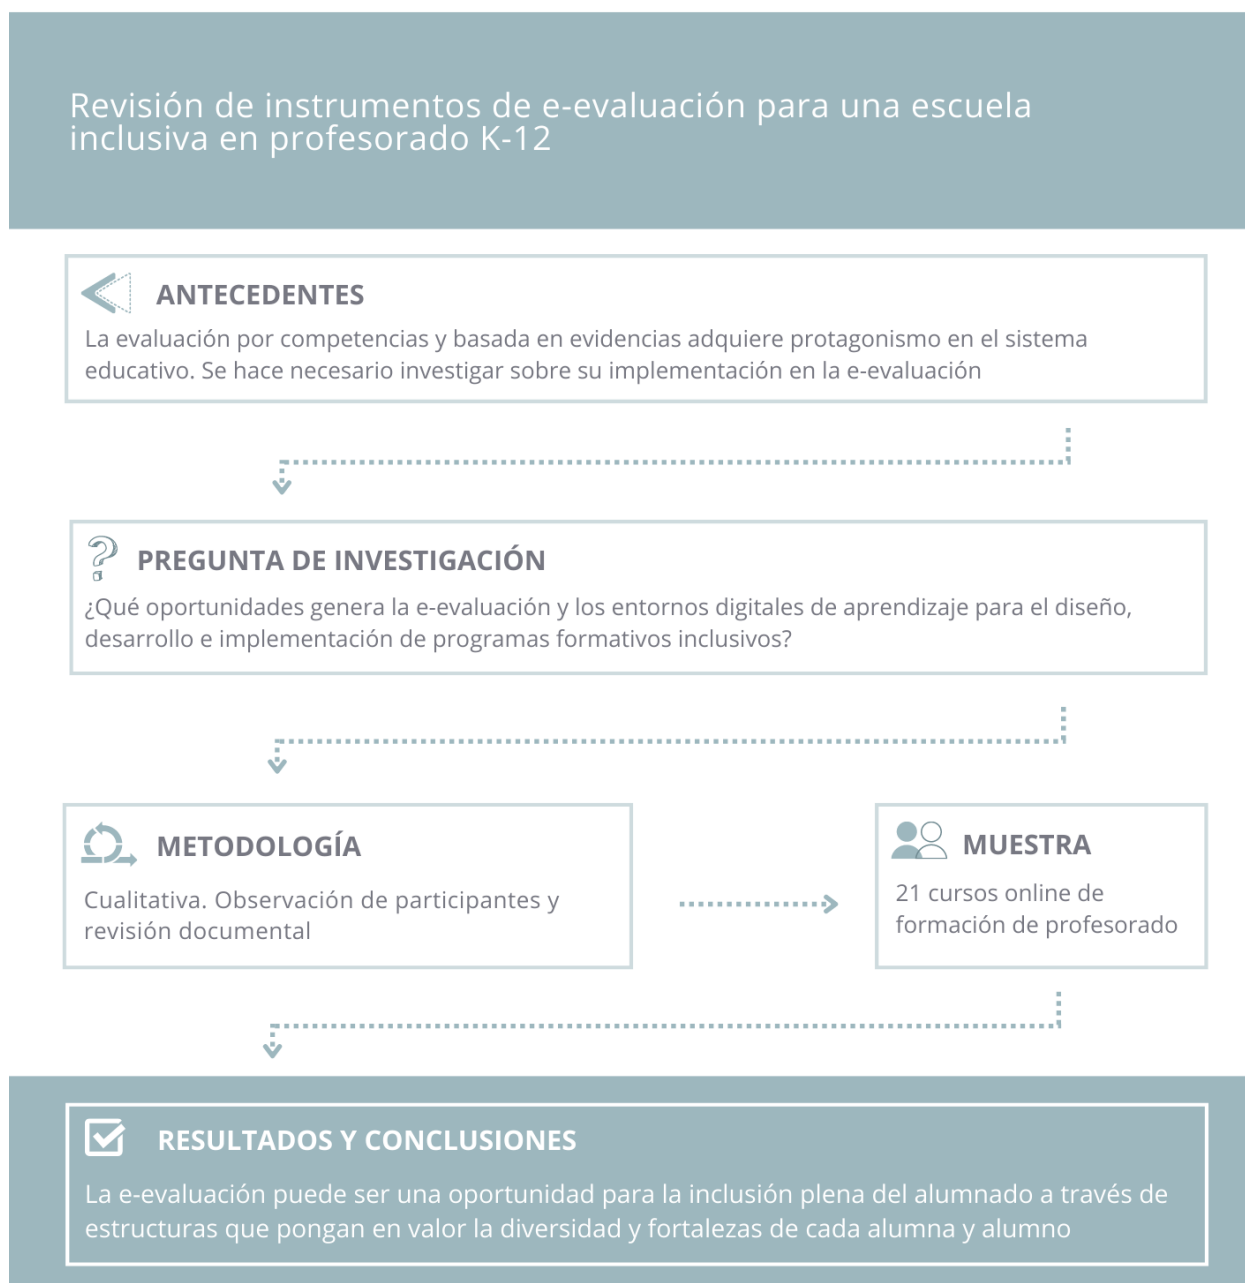 Revisión de instrumentos de e-evaluación para una escuela
inclusiva en profesorado K-12
ANTECEDENTES
La evaluación por competencias y basada en evidencias adquiere protagonismo en el sistema
educativo. Se hace necesario investigar sobre su implementación en la e-evaluación
PREGUNTA DE INVESTIGACIÓN
¿Qué oportunidades genera la e-evaluación y los entornos digitales de aprendizaje para el diseño,
desarrollo e implementación de programas formativos inclusivos?
METODOLOGÍA
Cualitativa. Observación de participantes y
revisión documental
MUESTRA
21 cursos online de
formación de profesorado
RESULTADOS Y CONCLUSIONES
La e-evaluación puede ser una oportunidad para la inclusión plena del alumnado a través de
estructuras que pongan en valor la diversidad y fortalezas de cada alumna y alumno